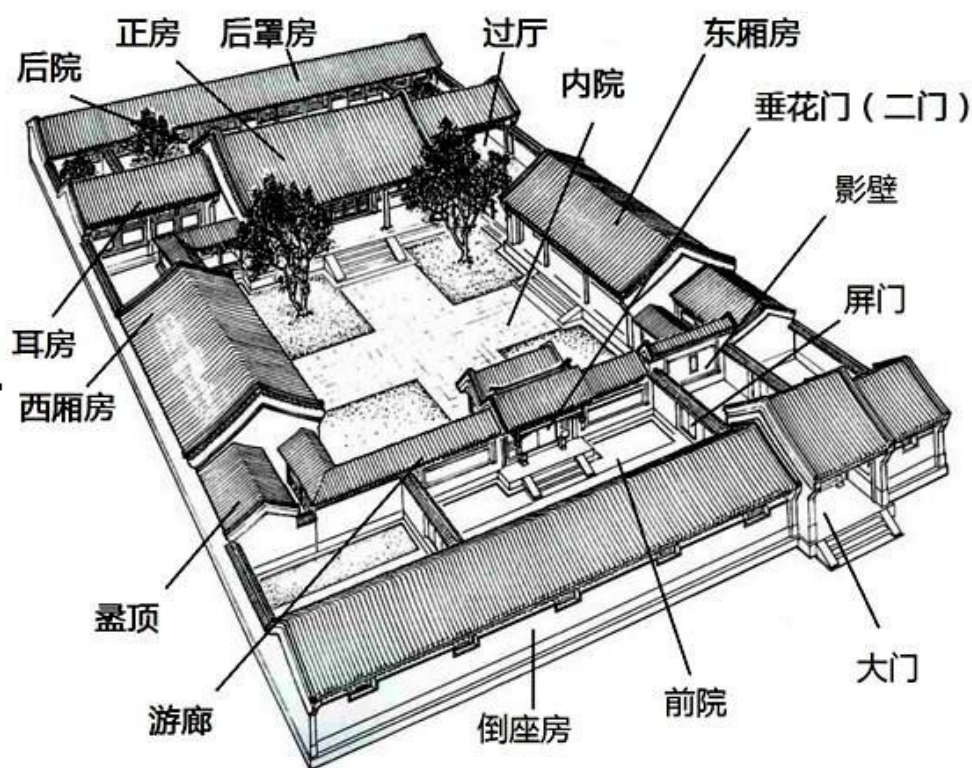 正房
后罩房
过厅
东厢房
后院
内院
垂花门（二门）
影壁
屏门
耳房
西厢房
盝顶
游廊
倒座房
前院
大门